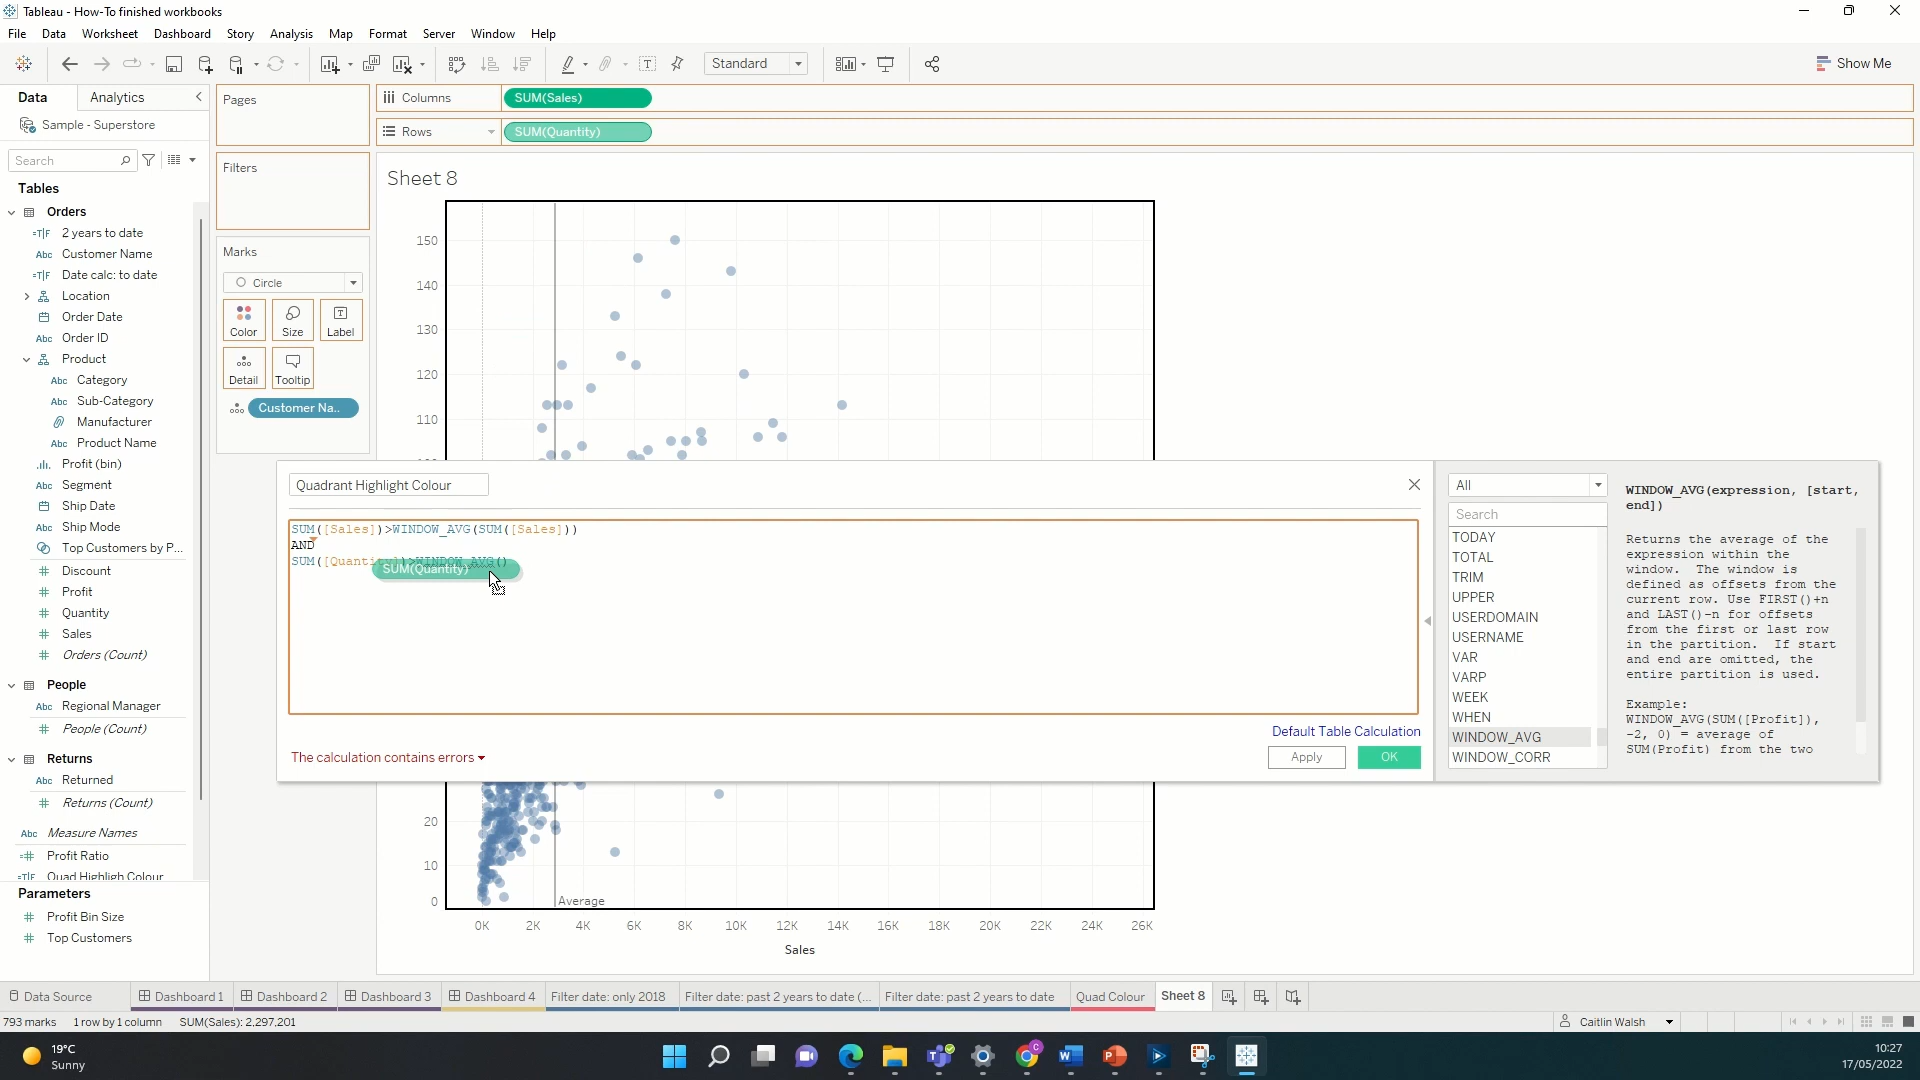 Tableau - How-To finished workbooks
File Data Worksheet Dashboard Story Analysis Map Format Server Window Help
Standard
Show Me
Data Analytics
Pages
Columns
SUM(Sales)
Sample - Superstore
Rows
SUM(Quantity)
Search
Filters
Sheet 8
Tables
Orders
=T|F 2 years to date
Abc Customer Name
=T|F Date calc: to date
Location
Order Date
Abc Order ID
Product
Abc Category
Abc Sub-Category
Manufacturer
Abc Product Name
Profit (bin)
Abc Segment
Ship Date
Abc Ship Mode
Top Customers by P...
# Discount
# Profit
# Quantity
# Sales
# Orders (Count)
People
Abc Regional Manager
# People (Count)
Returns
Abc Returned
# Returns (Count)
Abc Measure Names
=# Profit Ratio
=T|F Quad Highligh Colour
Parameters
# Profit Bin Size
# Top Customers
Marks
Circle
Color Size Label
Detail Tooltip
Customer Na..
150
140
130
120
110
Quadrant Highlight Colour
SUM([Sales])>WINDOW_AVG(SUM([Sales]))
AND
SUM([Quantity])>WINDOW_AVG()
SUM(Quantity)
Default Table Calculation
The calculation contains errors
Apply
OK
All
Search
TODAY
TOTAL
TRIM
UPPER
USERDOMAIN
USERNAME
VAR
VARP
WEEK
WHEN
WINDOW_AVG
WINDOW_CORR
WINDOW_AVG(expression, [start,
end])
Returns the average of the
expression within the
window. The window is
defined as offsets from the
current row. Use FIRST()+n
and LAST()-n for offsets
from the first or last row
in the partition. If start
and end are omitted, the
entire partition is used.
Example:
WINDOW_AVG(SUM([Profit]),
-2, 0) = average of
SUM(Profit) from the two
20
10
0
Average
0K 2K 4K 6K 8K 10K 12K 14K 16K 18K 20K 22K 24K 26K
Sales
Data Source Dashboard 1 Dashboard 2 Dashboard 3 Dashboard 4 Filter date: only 2018 Filter date: past 2 years to date (... Filter date: past 2 years to date Quad Colour Sheet 8
793 marks 1 row by 1 column SUM(Sales): 2,297,201
Caitlin Walsh
19°C
Sunny
10:27
17/05/2022